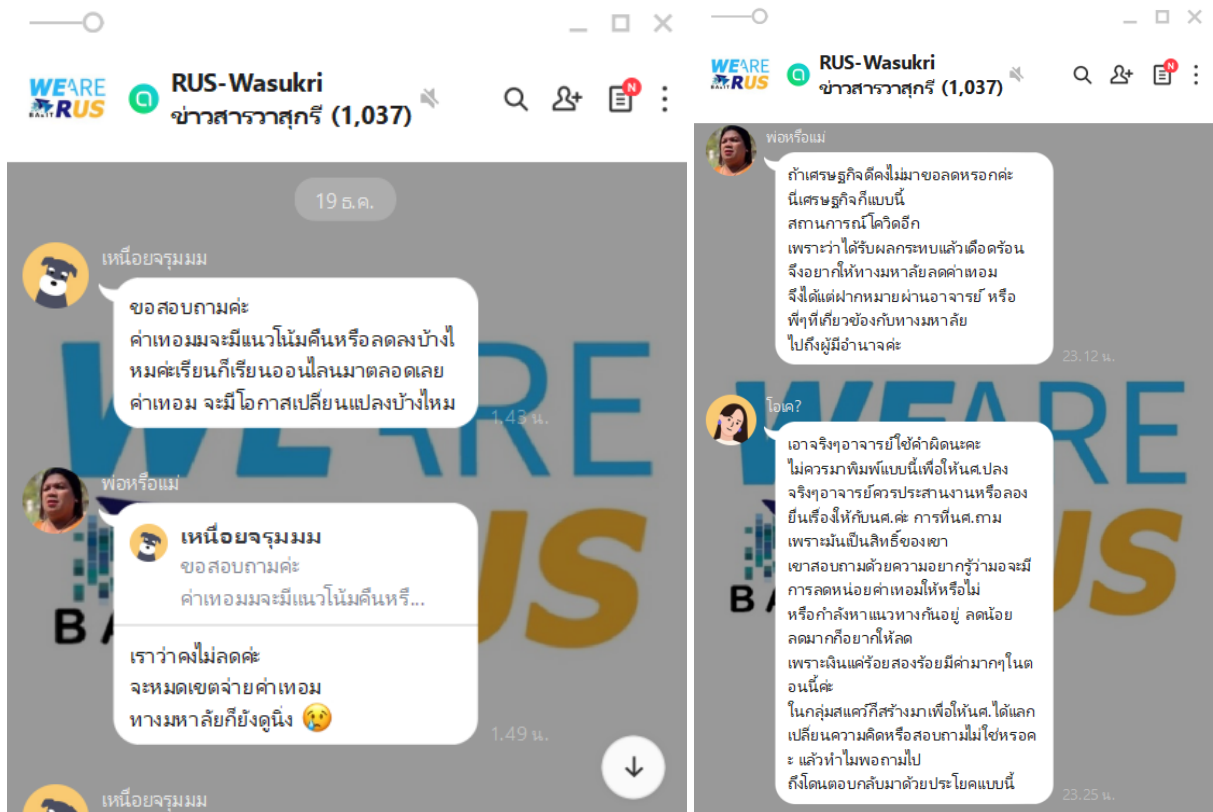 WEARE
RUS
RUS-Wasukri
ข่าวสารวาสุกรี (1,037)
N
19 ธ.ค.
เหนื่อยจรุมมม
ขอสอบถามค่ะ
ค่าเทอมมจะมีแนวโน้มคืนหรือลดลงบ้างไ
หมค่ะเรียนก็เรียนออนไลนมาตลอดเลย
ค่าเทอม จะมีโอกาสเปลี่ยนแปลงบ้างไหม
1.43 น.
พ่อหรือแม่
เหนื่อยจรุมมม
ขอสอบถามค่ะ
ค่าเทอมมจะมีแนวโน้มคืนหรื...
เราว่าคงไม่ลดค่ะ
จะหมดเขตจ่ายค่าเทอม
ทางมหาลัยก็ยังดูนิ่ง 😢
1.49 น.
เหนื่อยจรุมมม
WEARE
RUS
RUS-Wasukri
ข่าวสารวาสุกรี (1,037)
N
พ่อหรือแม่
ถ้าเศรษฐกิจดีคงไม่มาขอลดหรอกค่ะ
นี่เศรษฐกิจก็แบบนี้
สถานการณ์โควิดอีก
เพราะว่าได้รับผลกระทบแล้วเดือดร้อน
จึงอยากให้ทางมหาลัยลดค่าเทอม
จึงได้แต่ฝากหมายผ่านอาจารย์ หรือ
พี่ๆที่เกี่ยวข้องกับทางมหาลัย
ไปถึงผู้มีอำนาจค่ะ
23.12 น.
โอเค?
เอาจริงๆอาจารย์ใช้คำผิดนะคะ
ไม่ควรมาพิมพ์แบบนี้เพื่อให้นศ.ปลง
จริงๆอาจารย์ควรประสานงานหรือลอง
ยื่นเรื่องให้กับนศ.ค่ะ การที่นศ.ถาม
เพราะมันเป็นสิทธิ์ของเขา
เขาสอบถามด้วยความอยากรู้ว่ามอจะมี
การลดหน่อยค่าเทอมให้หรือไม่
หรือกำลังหาแนวทางกันอยู่ ลดน้อย
ลดมากก็อยากให้ลด
เพราะเงินแค่ร้อยสองร้อยมีค่ามากๆในต
อนนี้ค่ะ
ในกลุ่มสแควร์ก็สร้างมาเพื่อให้นศ.ได้แลก
เปลี่ยนความคิดหรือสอบถามไม่ใช่หรอค
ะ แล้วทำไมพอถามไป
ถึงโดนตอบกลับมาด้วยประโยคแบบนี้
23.25 น.